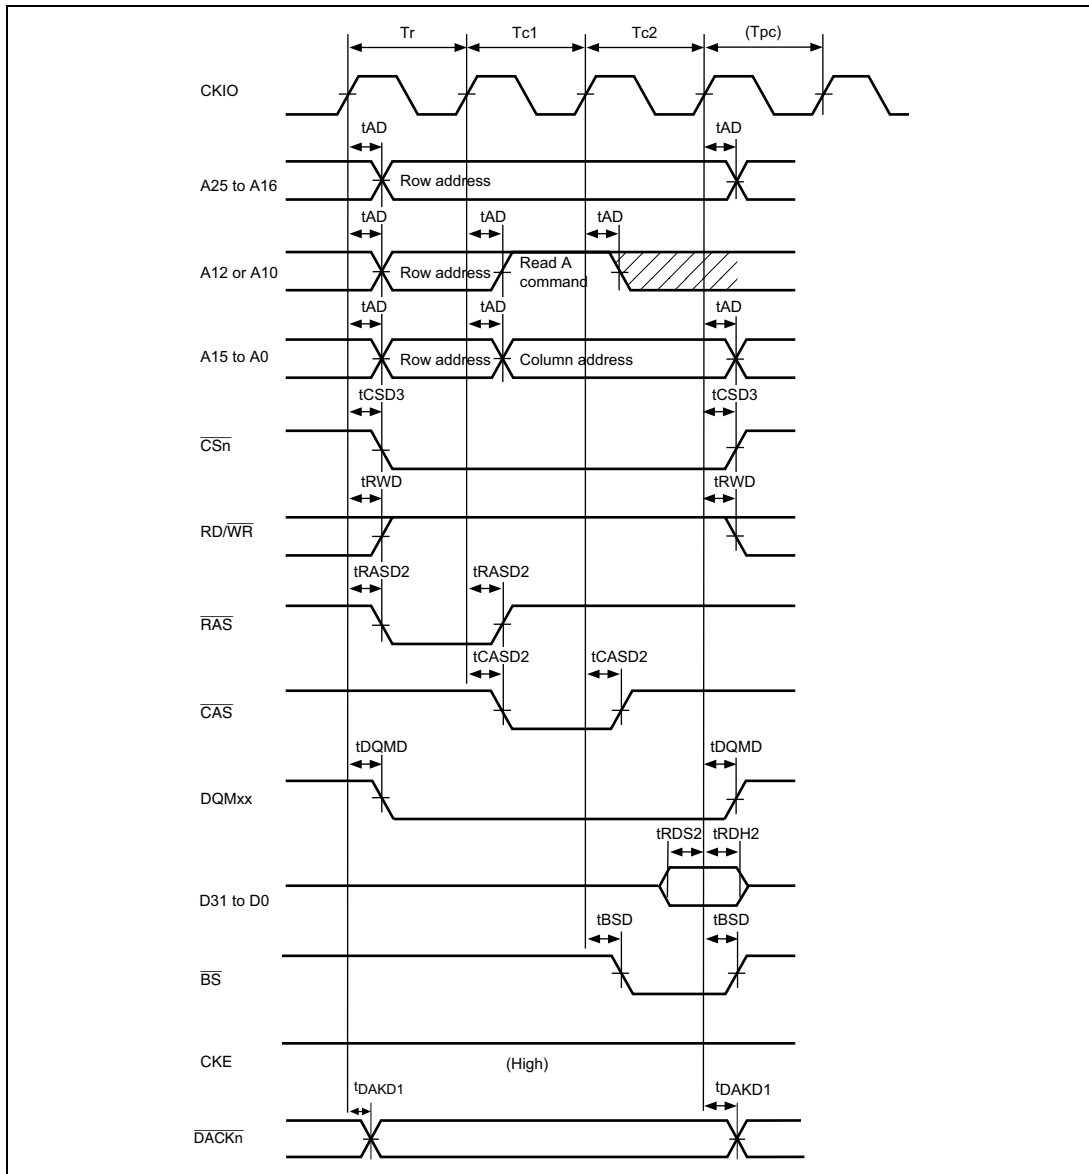 Tr Tc1 Tc2 (Tpc)
CKIO
tAD tAD
A25 to A16 Row address
tAD tAD tAD
A12 or A10 Row address Read A
command
tAD tAD tAD
A15 to A0 Row address Column address
tCSD3 tCSD3
CSn
tRWD tRWD
RD/WR
tRASD2 tRASD2
RAS
tCASD2 tCASD2
CAS
tDQMD tDQMD
DQMxx
tRDS2 tRDH2
D31 to D0
tBSD tBSD
BS
CKE (High)
tDAKD1 tDAKD1
DACKn